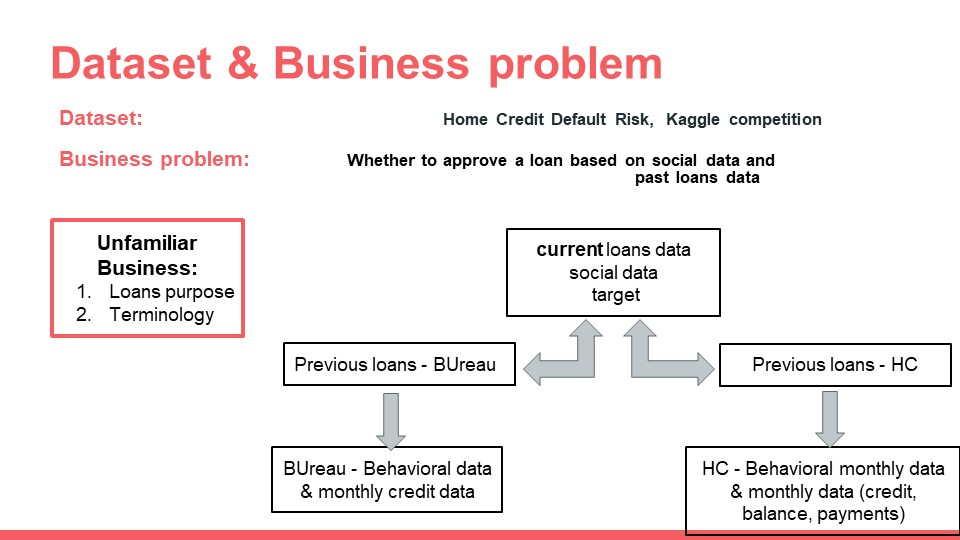 Dataset & Business problem
Dataset:
Home Credit Default Risk, Kaggle competition
Business problem:
Whether to approve a loan based on social data and
past loans data
Unfamiliar
Business:
1. Loans purpose
2. Terminology
current loans data
social data
target
Previous loans - BUreau
Previous loans - HC
BUreau - Behavioral data
& monthly credit data
HC - Behavioral monthly data
& monthly data (credit,
balance, payments)